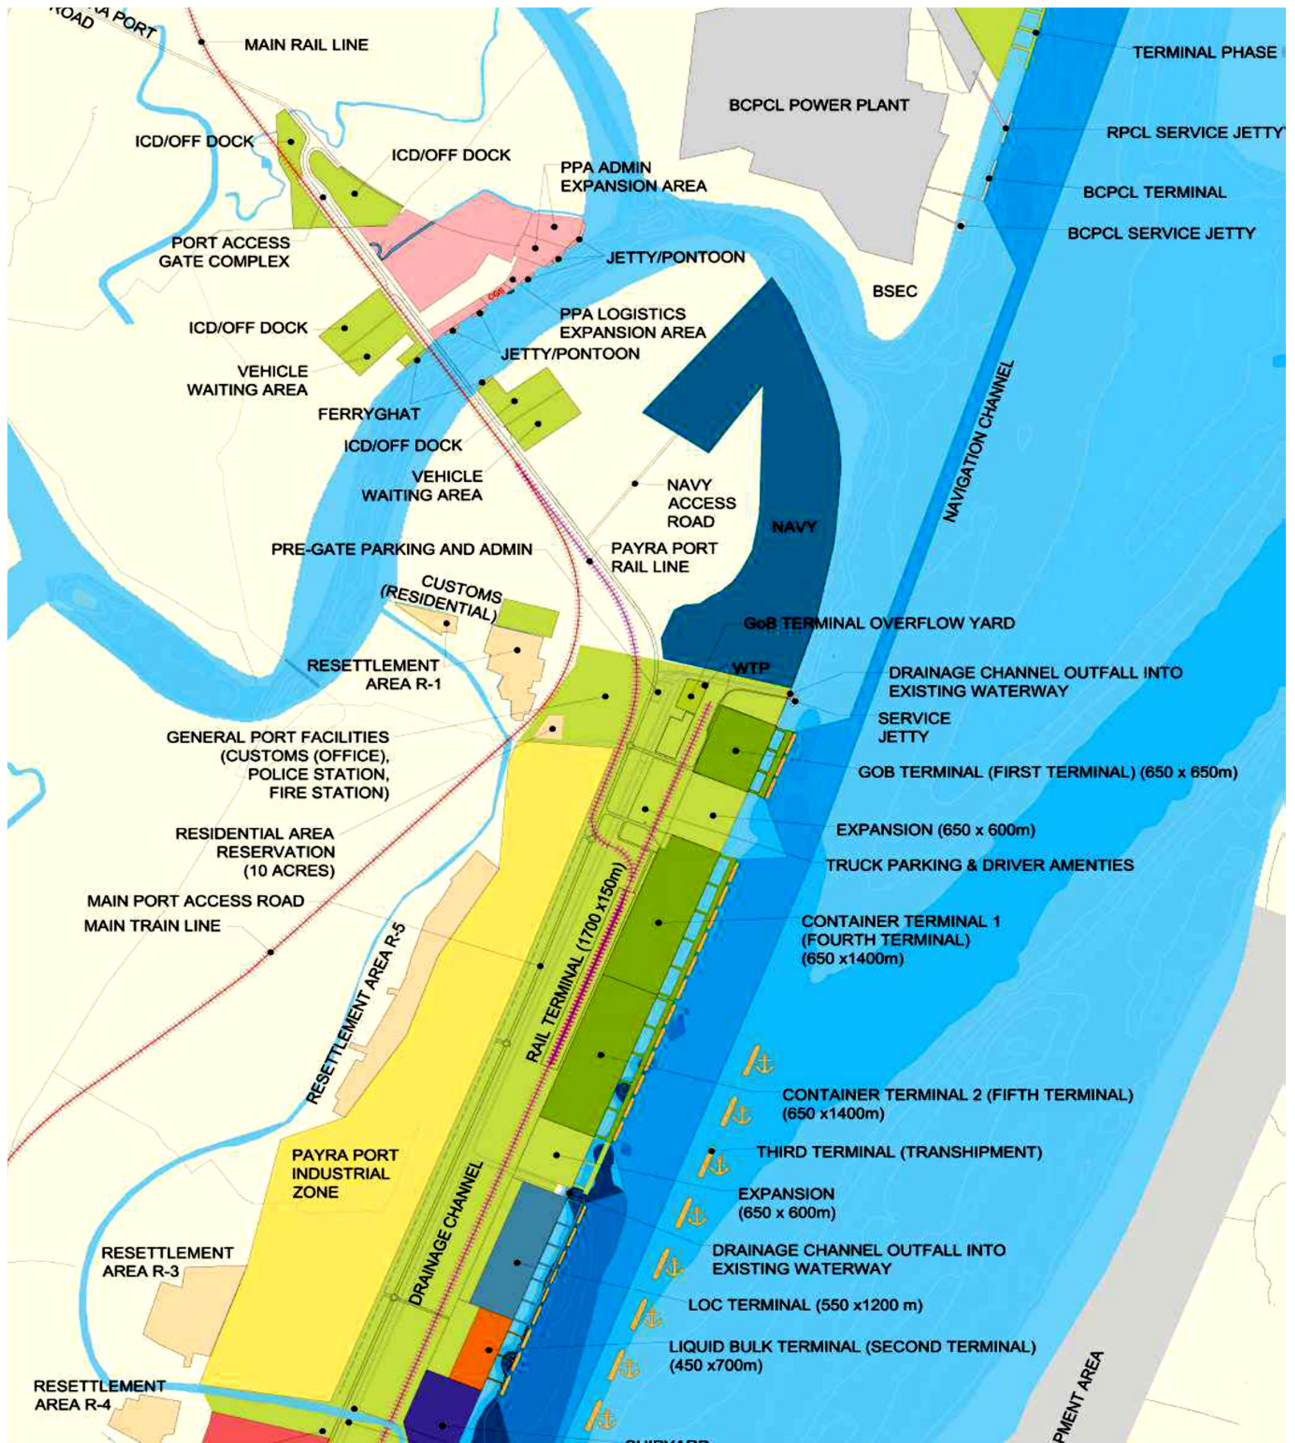 RA PORT
ROAD
MAIN RAIL LINE
TERMINAL PHASE
BCPCL POWER PLANT
RPCL SERVICE JETTY
ICD/OFF DOCK
ICD/OFF DOCK
PPA ADMIN
EXPANSION AREA
BCPCL TERMINAL
BCPCL SERVICE JETTY
PORT ACCESS
GATE COMPLEX
JETTY/PONTOON
CGB
BSEC
PPA LOGISTICS
EXPANSION AREA
ICD/OFF DOCK
JETTY/PONTOON
VEHICLE
WAITING AREA
FERRYGHAT
ICD/OFF DOCK
NAVIGATION CHANNEL
VEHICLE
WAITING AREA
NAVY
ACCESS
ROAD
NAVY
PRE-GATE PARKING AND ADMIN
PAYRA PORT
RAIL LINE
CUSTOMS
(RESIDENTIAL)
GoB TERMINAL OVERFLOW YARD
RESETTLEMENT
AREA R-1
WTP
DRAINAGE CHANNEL OUTFALL INTO
EXISTING WATERWAY
SERVICE
JETTY
GENERAL PORT FACILITIES
(CUSTOMS (OFFICE),
POLICE STATION,
FIRE STATION)
GOB TERMINAL (FIRST TERMINAL) (650 x 650m)
RESIDENTIAL AREA
RESERVATION
(10 ACRES)
EXPANSION (650 x 600m)
TRUCK PARKING & DRIVER AMENTIES
MAIN PORT ACCESS ROAD
MAIN TRAIN LINE
RAIL TERMINAL (1700 x150m)
CONTAINER TERMINAL 1
(FOURTH TERMINAL)
(650 x1400m)
RESETTLEMENT AREA R-5
CONTAINER TERMINAL 2 (FIFTH TERMINAL)
(650 x1400m)
PAYRA PORT
INDUSTRIAL
ZONE
THIRD TERMINAL (TRANSHIPMENT)
EXPANSION
(650 x 600m)
DRAINAGE CHANNEL
RESETTLEMENT
AREA R-3
DRAINAGE CHANNEL OUTFALL INTO
EXISTING WATERWAY
LOC TERMINAL (550 x1200 m)
LIQUID BULK TERMINAL (SECOND TERMINAL)
(450 x700m)
RESETTLEMENT
AREA R-4
PMENT AREA
SHIPYARD